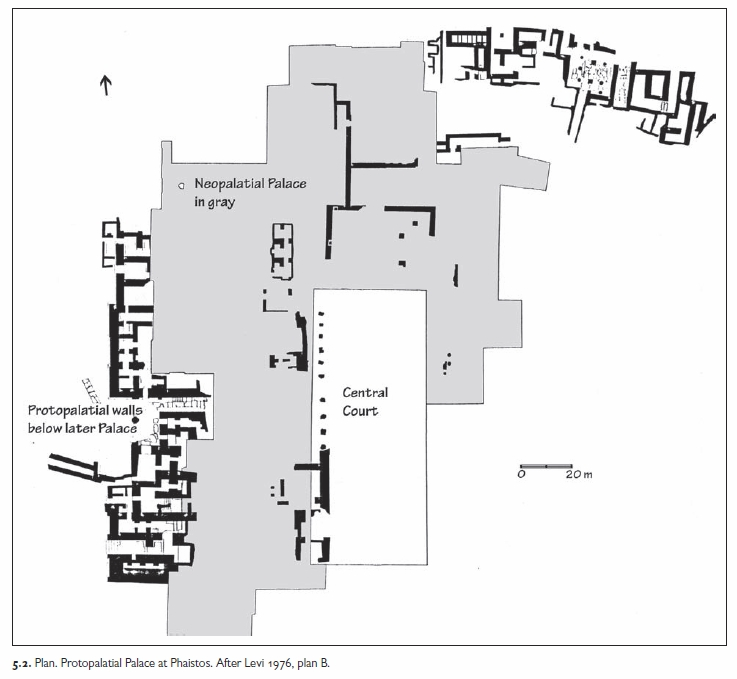 Neopalatial Palace
in gray
Central
Court
Protopalatial walls
below later Palace
0 20 m
5.2. Plan. Protopalatial Palace at Phaistos. After Levi 1976, plan B.